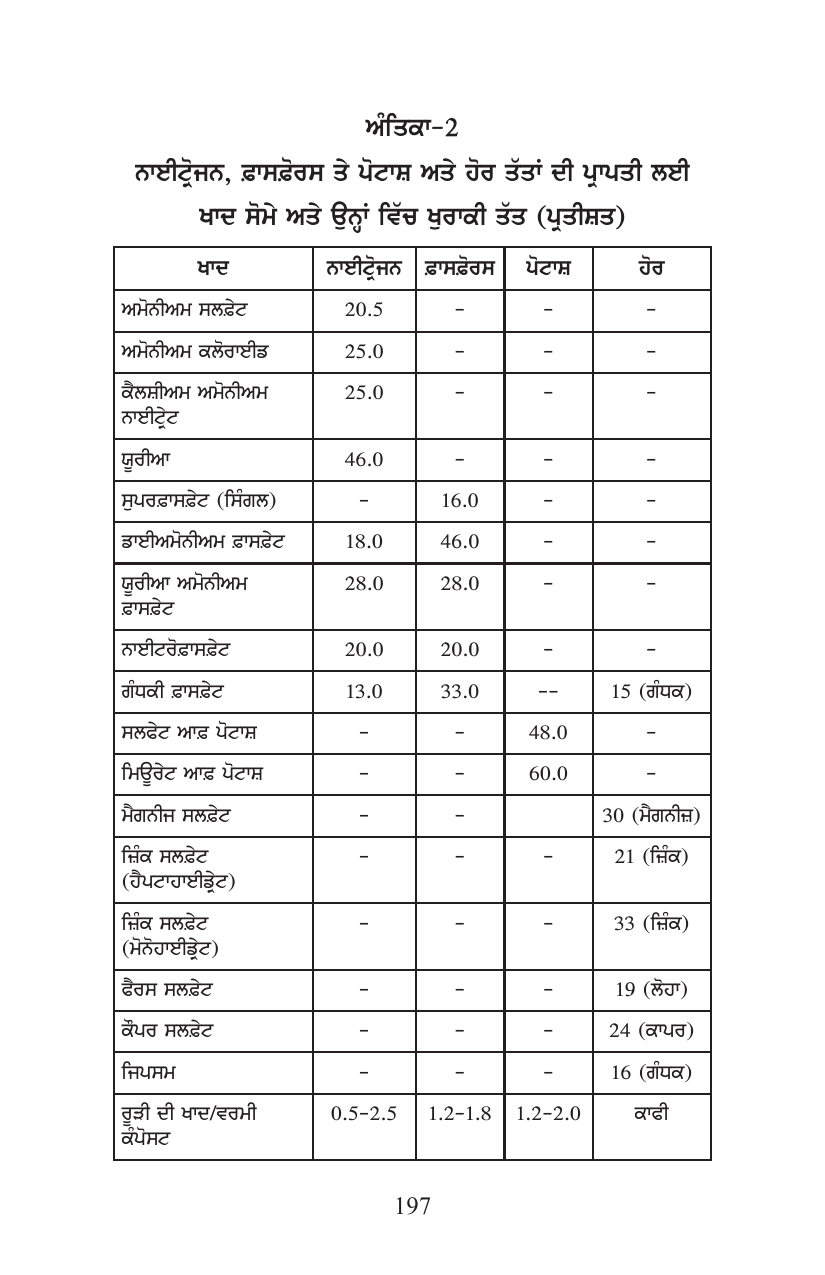 ਅੰਤਿਕਾ-2
ਨਾਈਟ੍ਰੋਜਨ, ਫ਼ਾਸਫ਼ੋਰਸ ਤੇ ਪੋਟਾਸ਼ ਅਤੇ ਹੋਰ ਤੱਤਾਂ ਦੀ ਪ੍ਰਾਪਤੀ ਲਈ
ਖਾਦ ਸੋਮੇ ਅਤੇ ਉਨ੍ਹਾਂ ਵਿੱਚ ਖੁਰਾਕੀ ਤੱਤ (ਪ੍ਰਤੀਸ਼ਤ)
ਖਾਦ ਨਾਈਟ੍ਰੋਜਨ ਫ਼ਾਸਫ਼ੋਰਸ ਪੋਟਾਸ਼ ਹੋਰ
ਅਮੋਨੀਅਮ ਸਲਫ਼ੇਟ 20.5 - - -
ਅਮੋਨੀਅਮ ਕਲੋਰਾਈਡ 25.0 - - -
ਕੈਲਸ਼ੀਅਮ ਅਮੋਨੀਅਮ 25.0 - - -
ਨਾਈਟ੍ਰੇਟ
ਯੂਰੀਆ 46.0 - - -
ਸੁਪਰਫ਼ਾਸਫ਼ੇਟ (ਸਿੰਗਲ) - 16.0 - -
ਡਾਈਅਮੋਨੀਅਮ ਫ਼ਾਸਫ਼ੇਟ 18.0 46.0 - -
ਯੂਰੀਆ ਅਮੋਨੀਅਮ 28.0 28.0 - -
ਫ਼ਾਸਫ਼ੇਟ
ਨਾਈਟਰੋਫ਼ਾਸਫ਼ੇਟ 20.0 20.0 - -
ਗੰਧਕੀ ਫ਼ਾਸਫ਼ੇਟ 13.0 33.0 -- 15 (ਗੰਧਕ)
ਸਲਫੇਟ ਆਫ਼ ਪੋਟਾਸ਼ - - 48.0 -
ਮਿਊਰੇਟ ਆਫ਼ ਪੋਟਾਸ਼ - - 60.0 -
ਮੈਗਨੀਜ ਸਲਫ਼ੇਟ - - 30 (ਮੈਗਨੀਜ਼)
ਜ਼ਿੰਕ ਸਲਫ਼ੇਟ - - - 21 (ਜ਼ਿੰਕ)
(ਹੈਪਟਾਹਾਈਡ੍ਰੇਟ)
ਜ਼ਿੰਕ ਸਲਫ਼ੇਟ - - - 33 (ਜ਼ਿੰਕ)
(ਮੋਨੋਹਾਈਡ੍ਰੇਟ)
ਫੈਰਸ ਸਲਫ਼ੇਟ - - - 19 (ਲੋਹਾ)
ਕੌਪਰ ਸਲਫ਼ੇਟ - - - 24 (ਕਾਪਰ)
ਜਿਪਸਮ - - - 16 (ਗੰਧਕ)
ਰੂੜੀ ਦੀ ਖਾਦ/ਵਰਮੀ 0.5-2.5 1.2-1.8 1.2-2.0 ਕਾਫੀ
ਕੰਪੋਸਟ
197